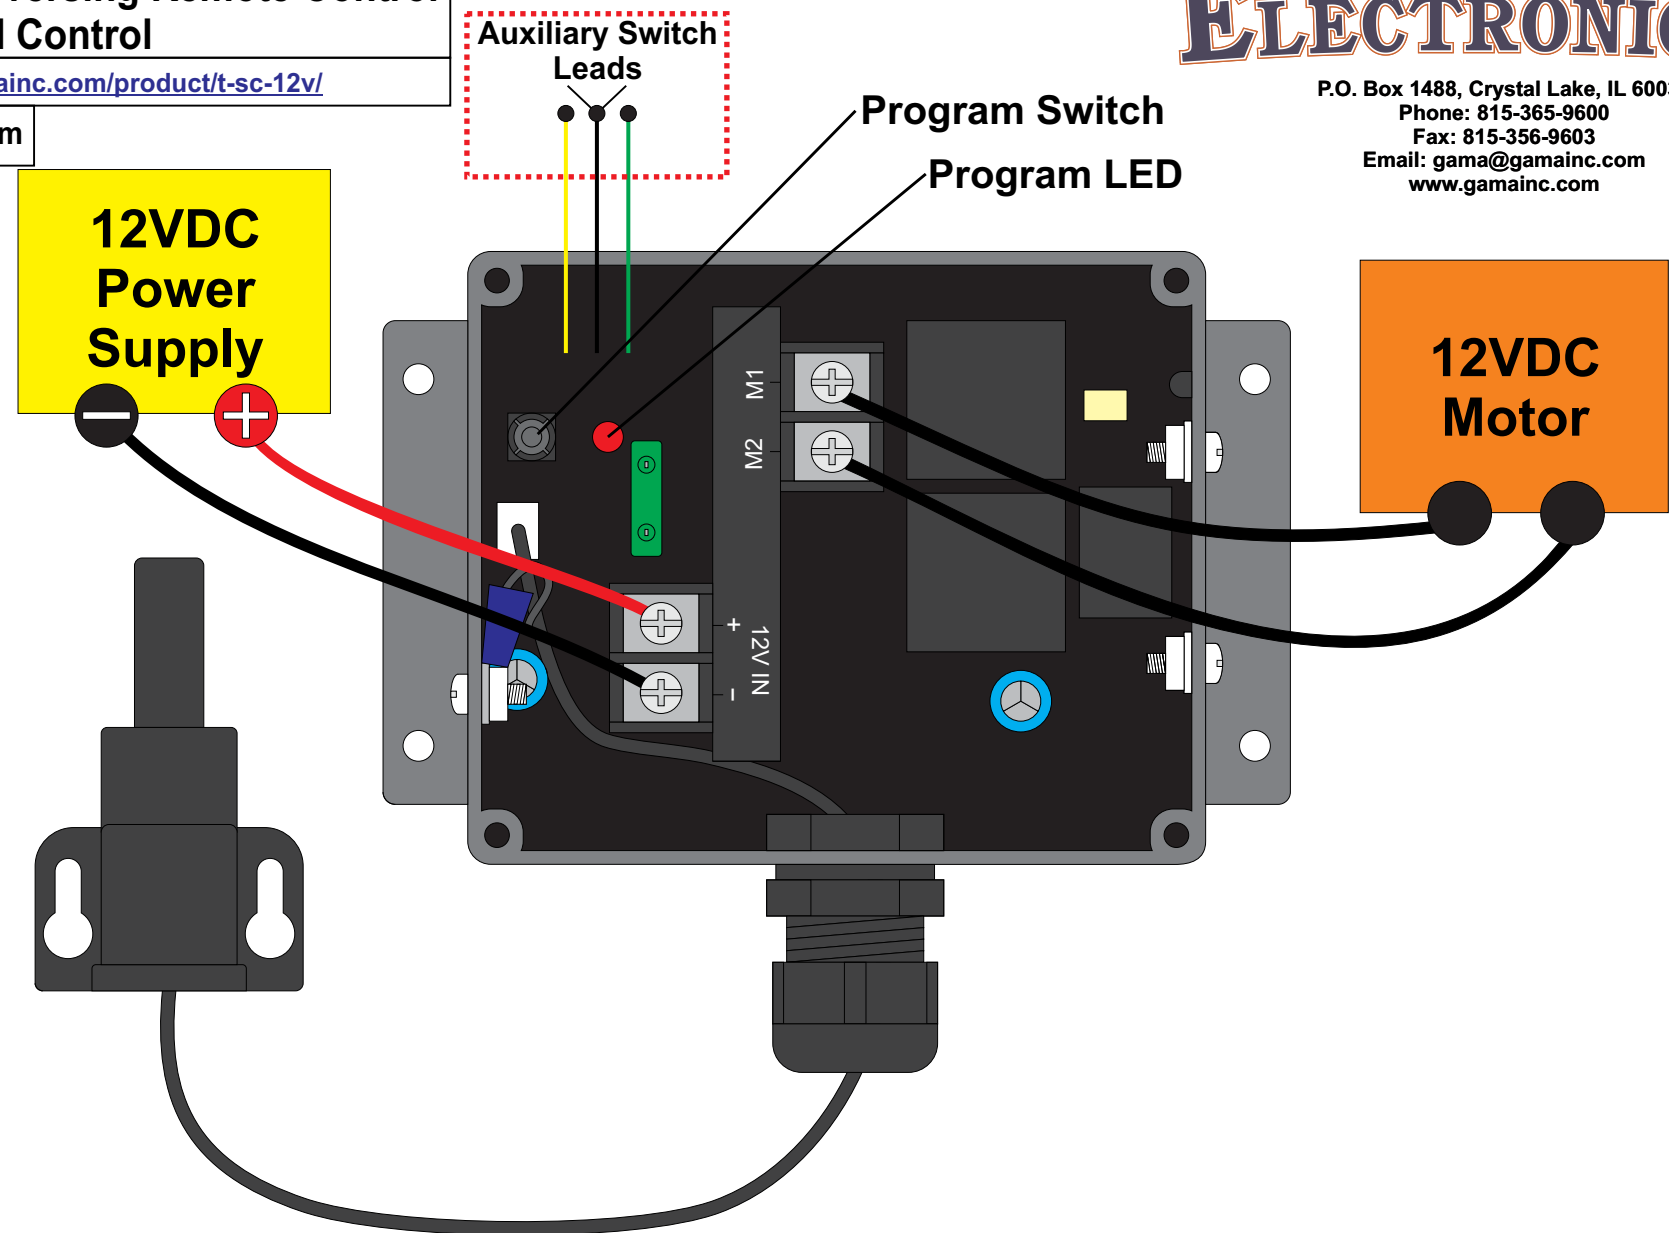 Control
ainc.com/product/t-sc-12v/
m
Auxiliary Switch
Leads
Program Switch
Program LED
P.O. Box 1488, Crystal Lake, IL
Phone: 815-365-9600
Fax: 815-356-9603
Email: gama@gamainc.com
www.gamainc.com
12VDC
Power
Supply
12VDC
Motor
M1
M2
+
12V IN
−